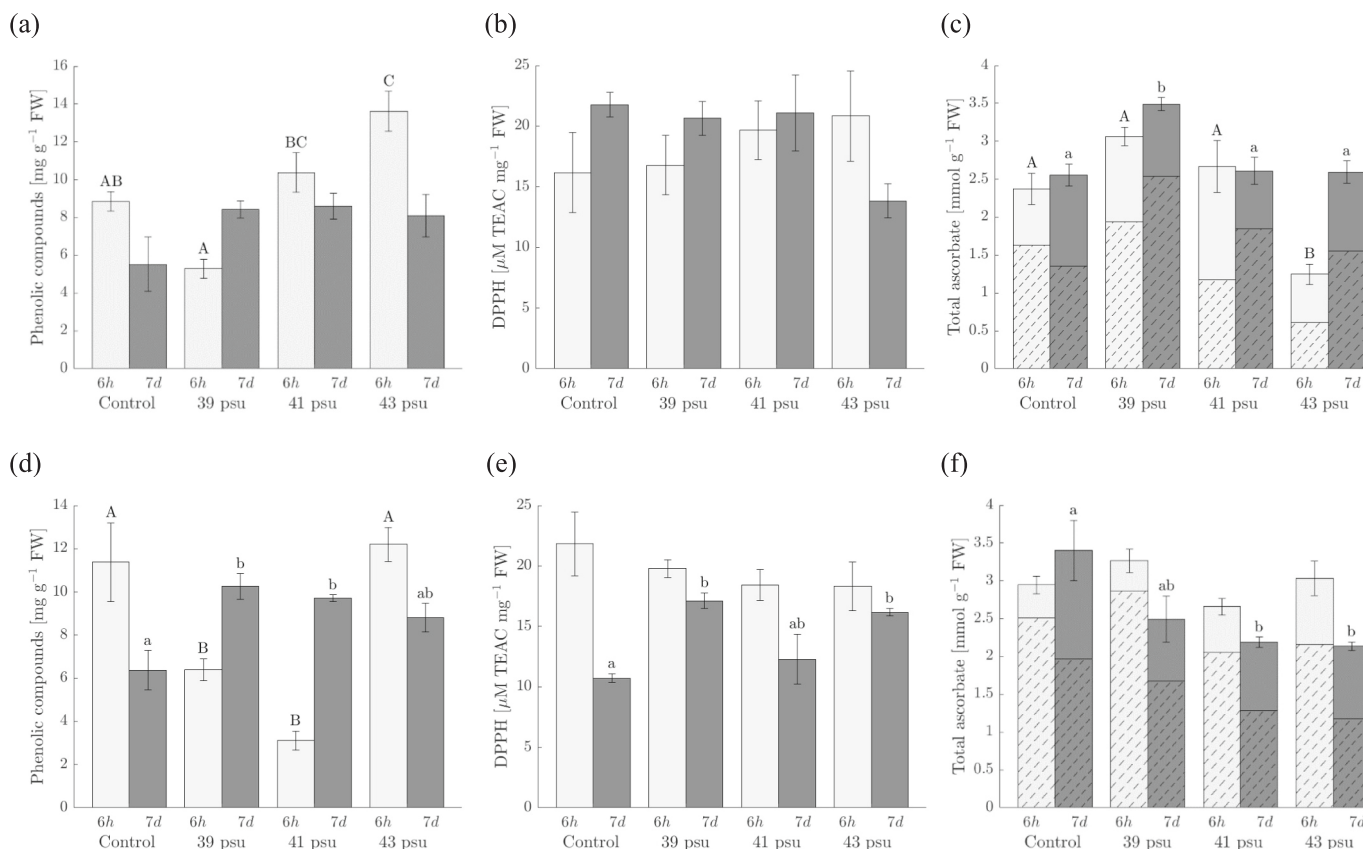 (a)
(b)
(c)
Phenolic compounds [mg g⁻¹ FW]
16
14
12
10
8
6
4
2
0
AB
A
BC
C
6h 7d 6h 7d 6h 7d 6h 7d
Control 39 psu 41 psu 43 psu
DPPH [μM TEAC mg⁻¹ FW]
25
20
15
10
5
0
6h 7d 6h 7d 6h 7d 6h 7d
Control 39 psu 41 psu 43 psu
Total ascorbate [mmol g⁻¹ FW]
4
3.5
3
2.5
2
1.5
1
0.5
0
A a A b A a B a
6h 7d 6h 7d 6h 7d 6h 7d
Control 39 psu 41 psu 43 psu
(d)
(e)
(f)
Phenolic compounds [mg g⁻¹ FW]
14
12
10
8
6
4
2
0
A a B b B b A ab
6h 7d 6h 7d 6h 7d 6h 7d
Control 39 psu 41 psu 43 psu
DPPH [μM TEAC mg⁻¹ FW]
25
20
15
10
5
0
a b ab b
6h 7d 6h 7d 6h 7d 6h 7d
Control 39 psu 41 psu 43 psu
Total ascorbate [mmol g⁻¹ FW]
4
3.5
3
2.5
2
1.5
1
0.5
0
a ab b b
6h 7d 6h 7d 6h 7d 6h 7d
Control 39 psu 41 psu 43 psu